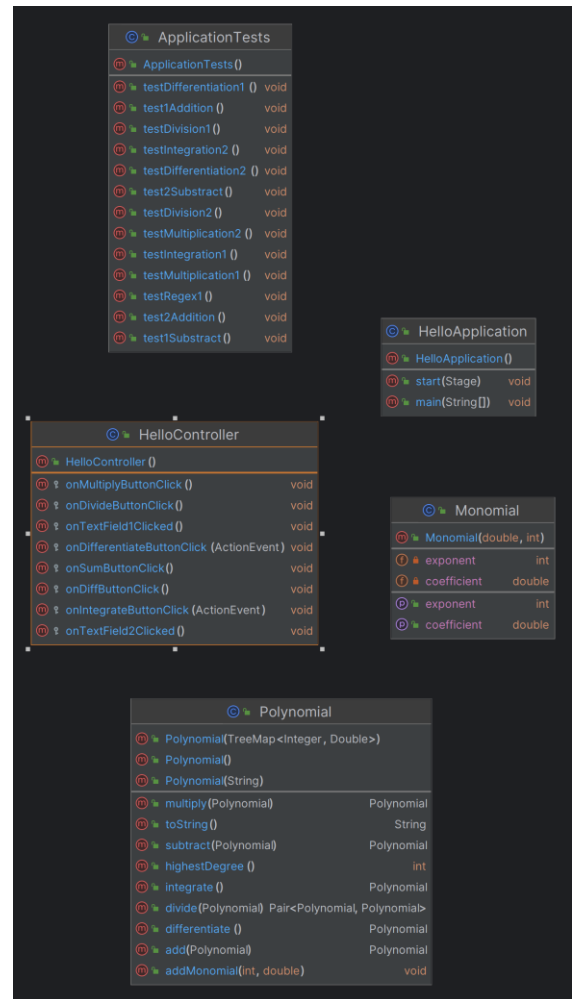 ApplicationTests
ApplicationTests()
testDifferentiation1 () void
test1Addition () void
testDivision1() void
testIntegration2 () void
testDifferentiation2 () void
test2Substract() void
testDivision2() void
testMultiplication2 () void
testIntegration1 () void
testMultiplication1 () void
testRegex1() void
test2Addition () void
test1Substract() void
HelloApplication
HelloApplication()
start(Stage) void
main(String[]) void
HelloController
HelloController()
onMultiplyButtonClick() void
onDivideButtonClick() void
onTextField1Clicked() void
onDifferentiateButtonClick (ActionEvent) void
onSumButtonClick() void
onDiffButtonClick() void
onIntegrateButtonClick (ActionEvent) void
onTextField2Clicked() void
Monomial
Monomial(double, int)
exponent int
coefficient double
exponent int
coefficient double
Polynomial
Polynomial(TreeMap<Integer, Double>)
Polynomial()
Polynomial(String)
multiply(Polynomial) Polynomial
toString() String
subtract(Polynomial) Polynomial
highestDegree () int
integrate() Polynomial
divide(Polynomial) Pair<Polynomial, Polynomial>
differentiate () Polynomial
add(Polynomial) Polynomial
addMonomial(int, double) void